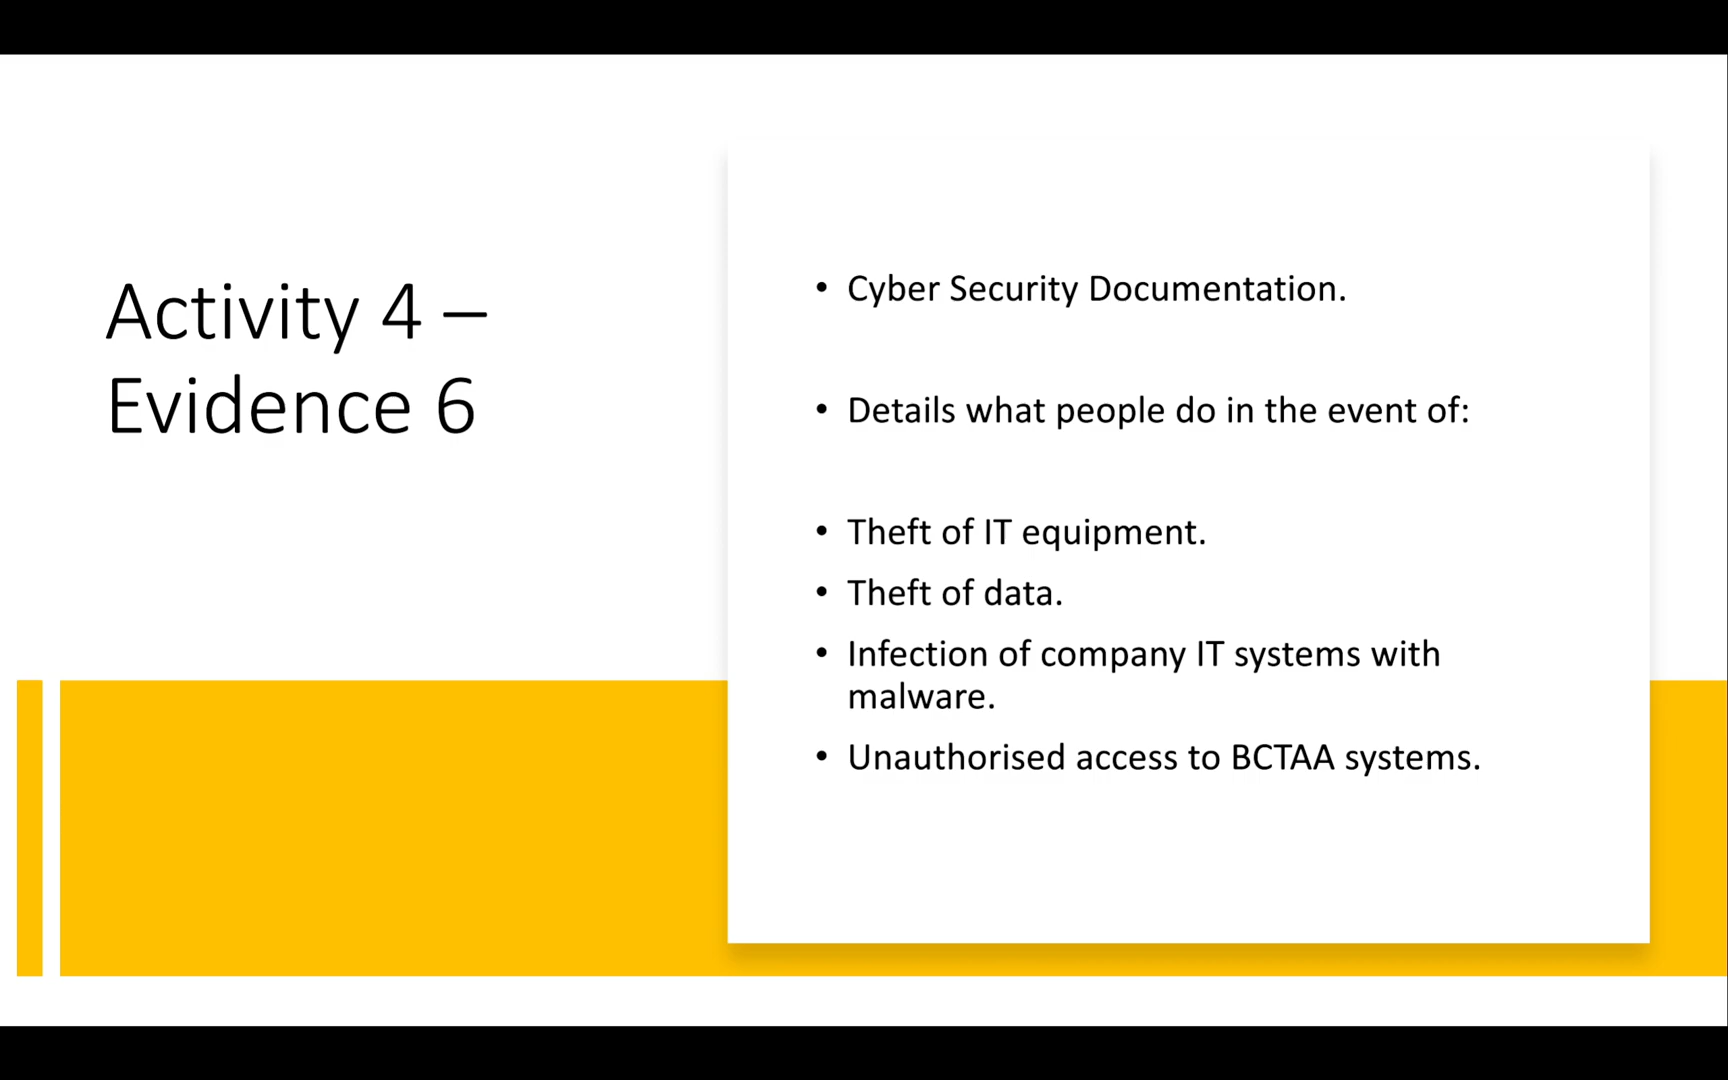 Activity 4 –
Evidence 6
• Cyber Security Documentation.
• Details what people do in the event of:
• Theft of IT equipment.
• Theft of data.
• Infection of company IT systems with
malware.
• Unauthorised access to BCTAA systems.